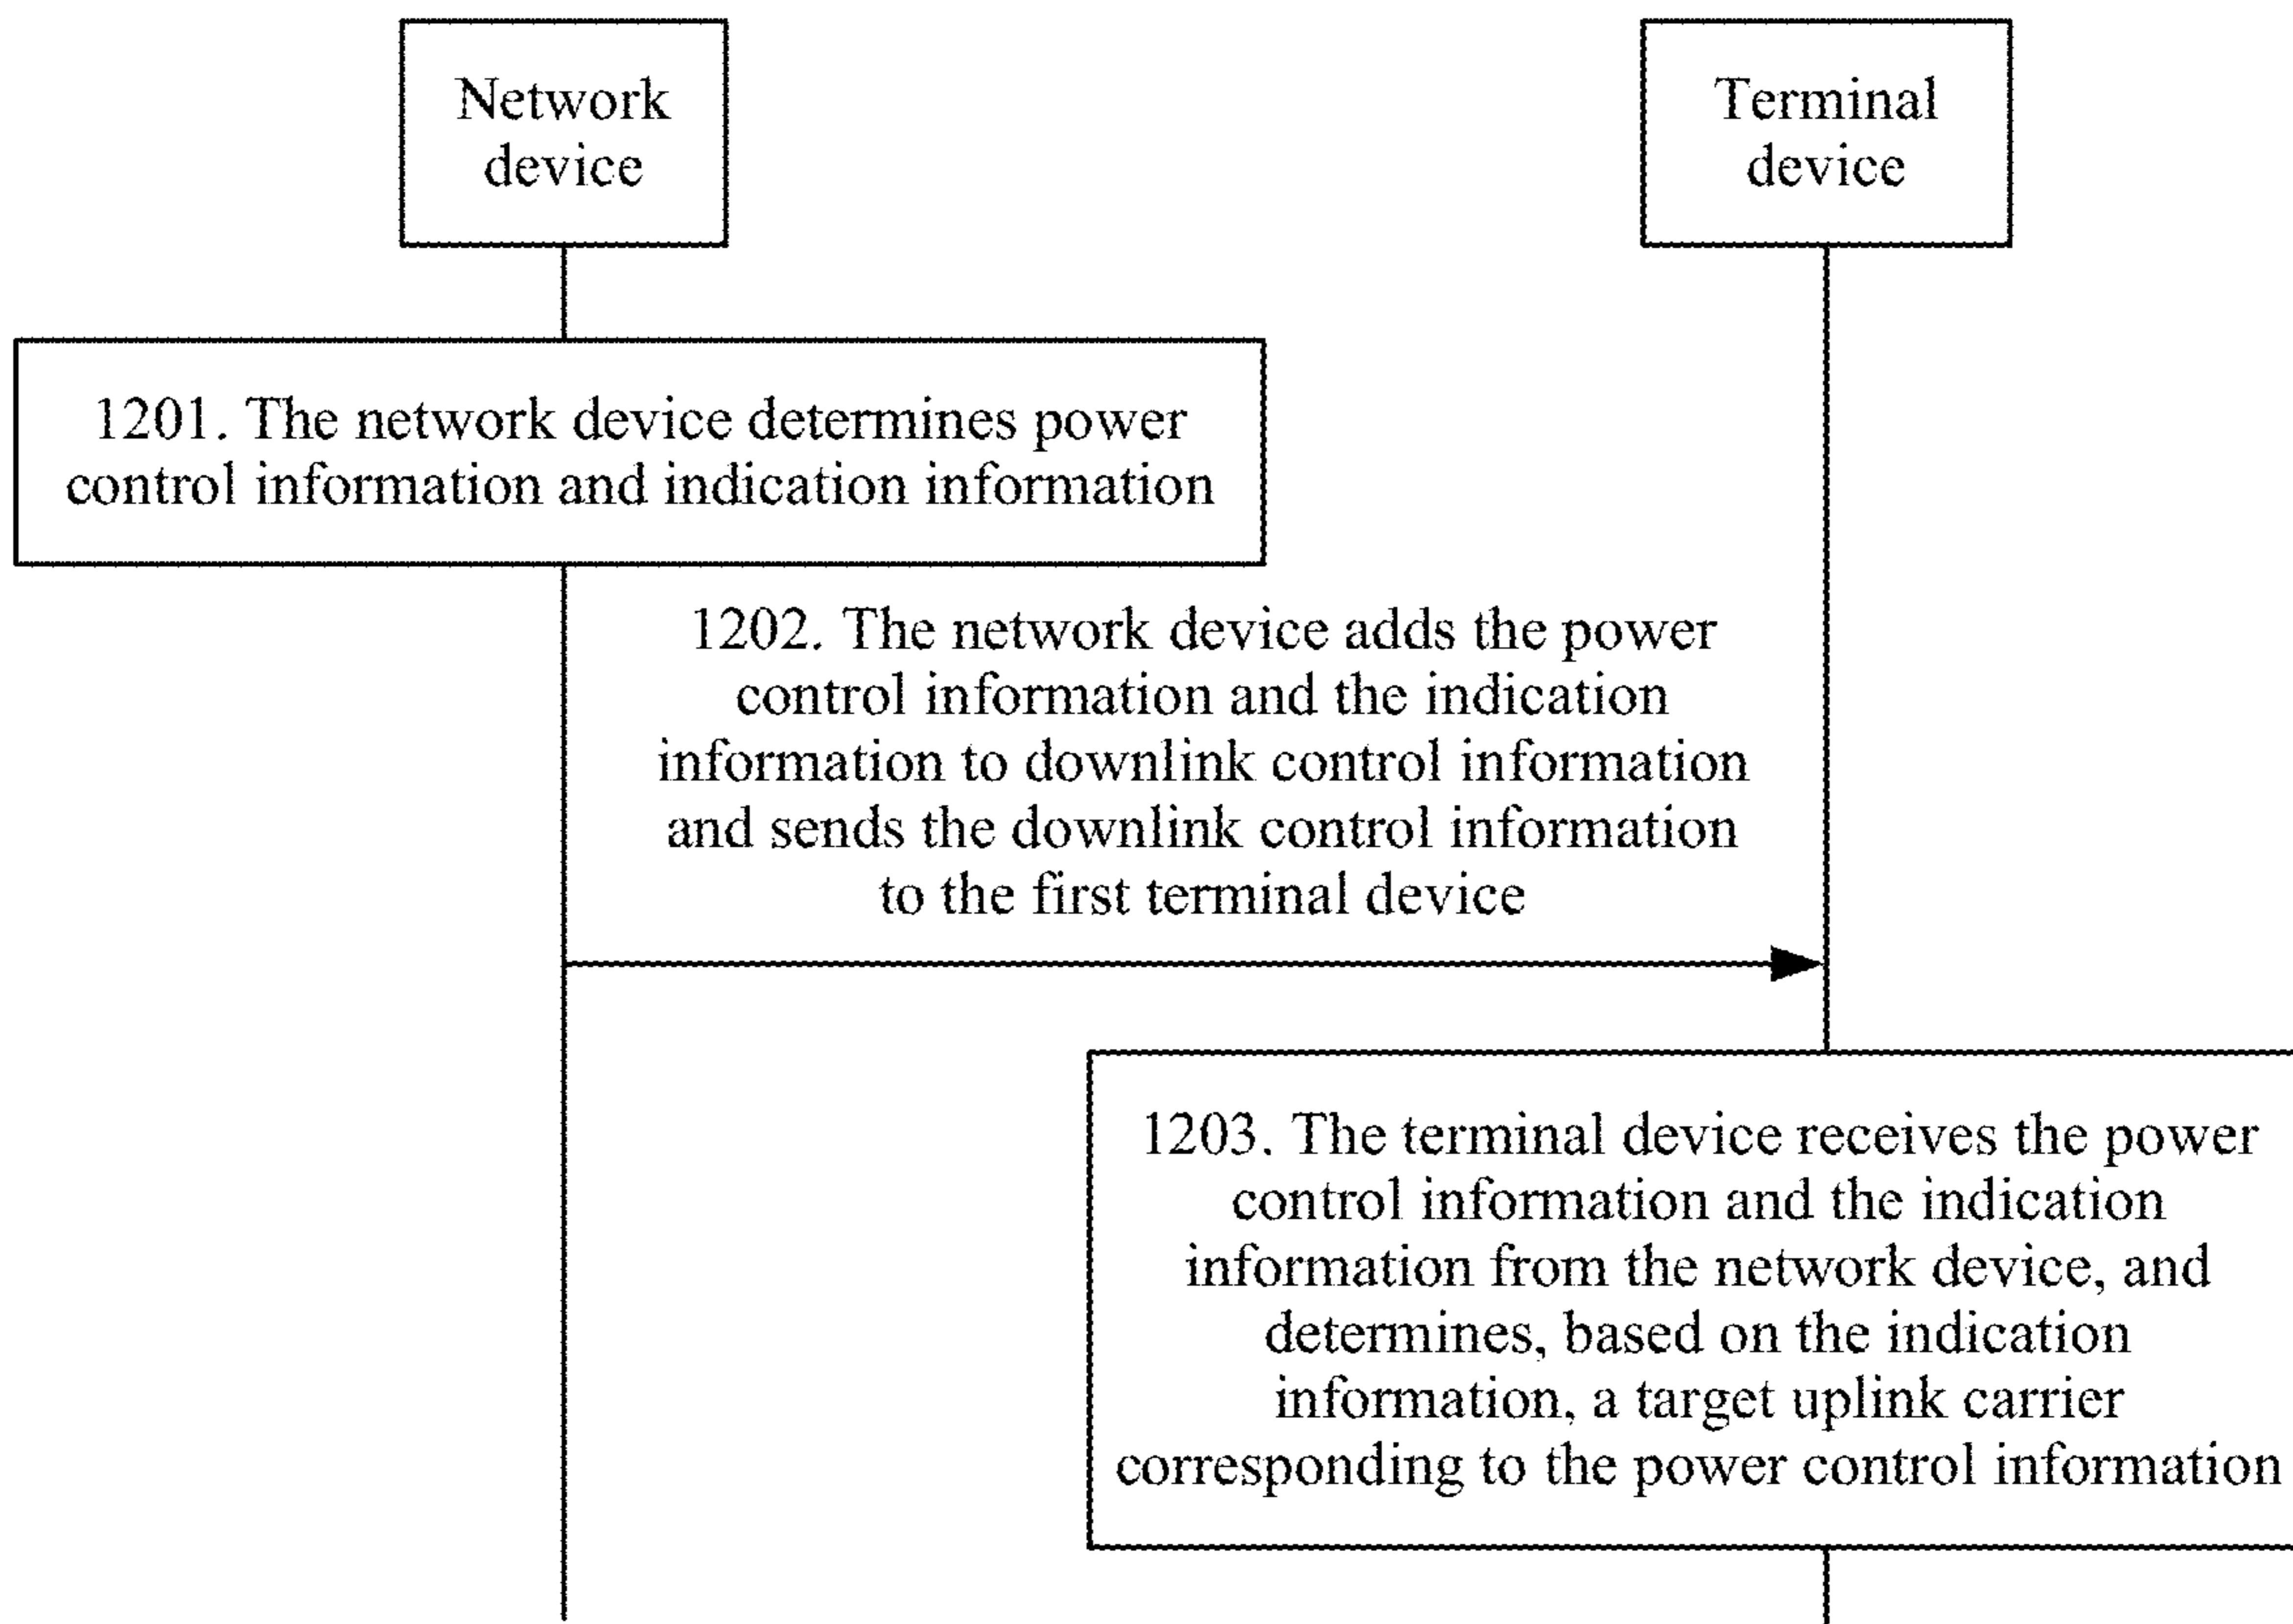 Network
device
Terminal
device
1201. The network device determines power
control information and indication information
1202. The network device adds the power
control information and the indication
information to downlink control information
and sends the downlink control information
to the first terminal device
1203. The terminal device receives the power
control information and the indication
information from the network device, and
determines, based on the indication
information, a target uplink carrier
corresponding to the power control information